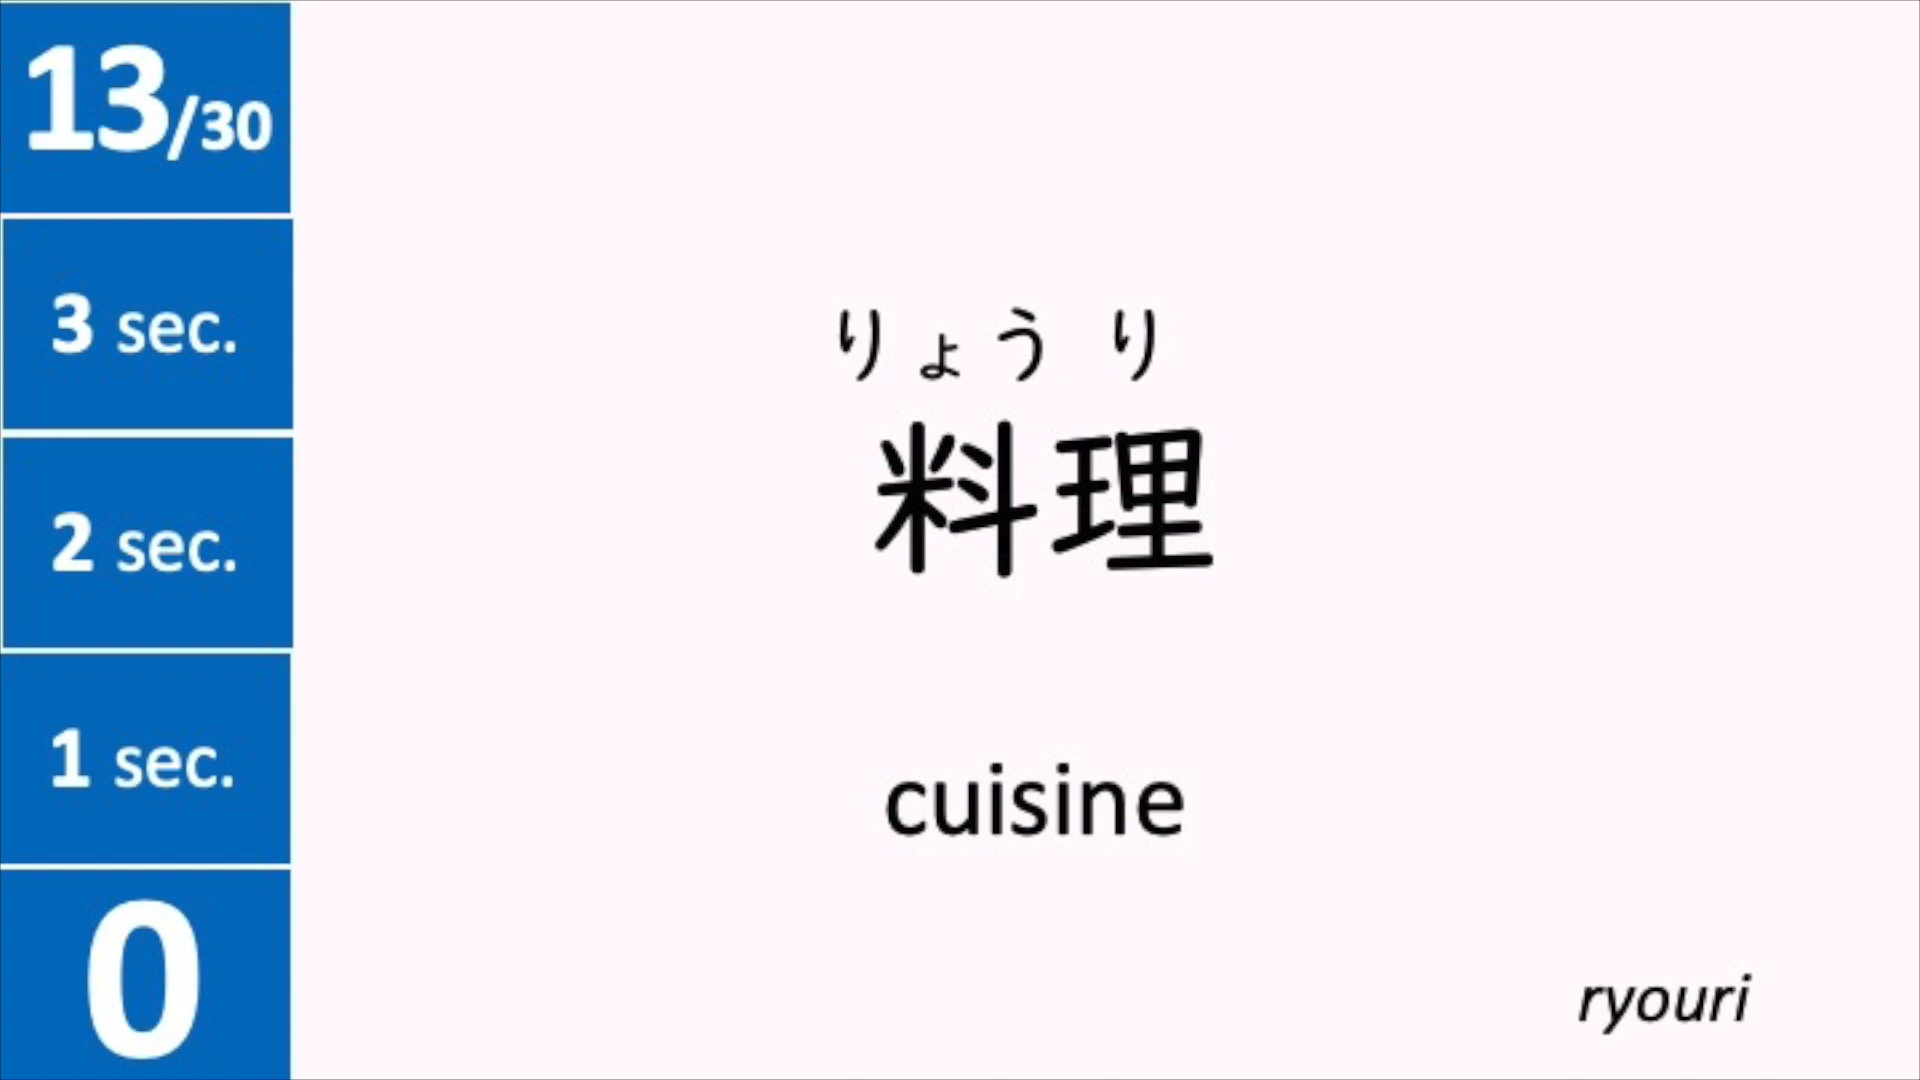 13/30
3 sec.
2 sec.
1 sec.
0
りょうり
料理
cuisine
ryouri